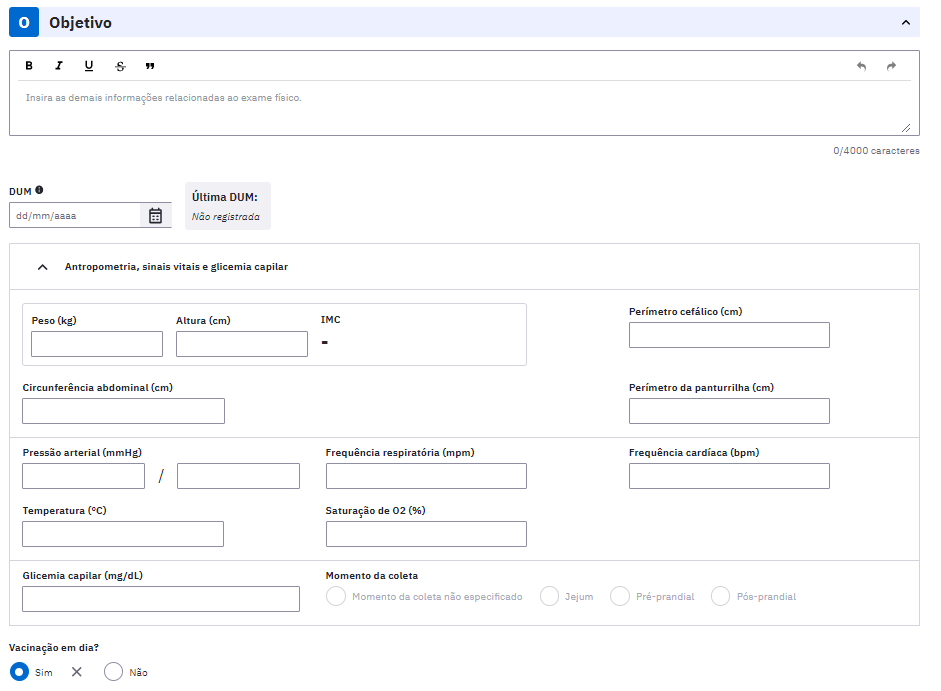 O Objetivo
B I U S "
Insira as demais informações relacionadas ao exame físico.
0/4000 caracteres
DUM
dd/mm/aaaa
Última DUM:
Não registrada
Antropometria, sinais vitais e glicemia capilar
Peso (kg) Altura (cm) IMC Perímetro cefálico (cm)
-
Circunferência abdominal (cm) Perímetro da panturrilha (cm)
Pressão arterial (mmHg) Frequência respiratória (mpm) Frequência cardíaca (bpm)
/
Temperatura (ºC) Saturação de O2 (%)
Glicemia capilar (mg/dL) Momento da coleta
Momento da coleta não especificado Jejum Pré-prandial Pós-prandial
Vacinação em dia?
Sim Não